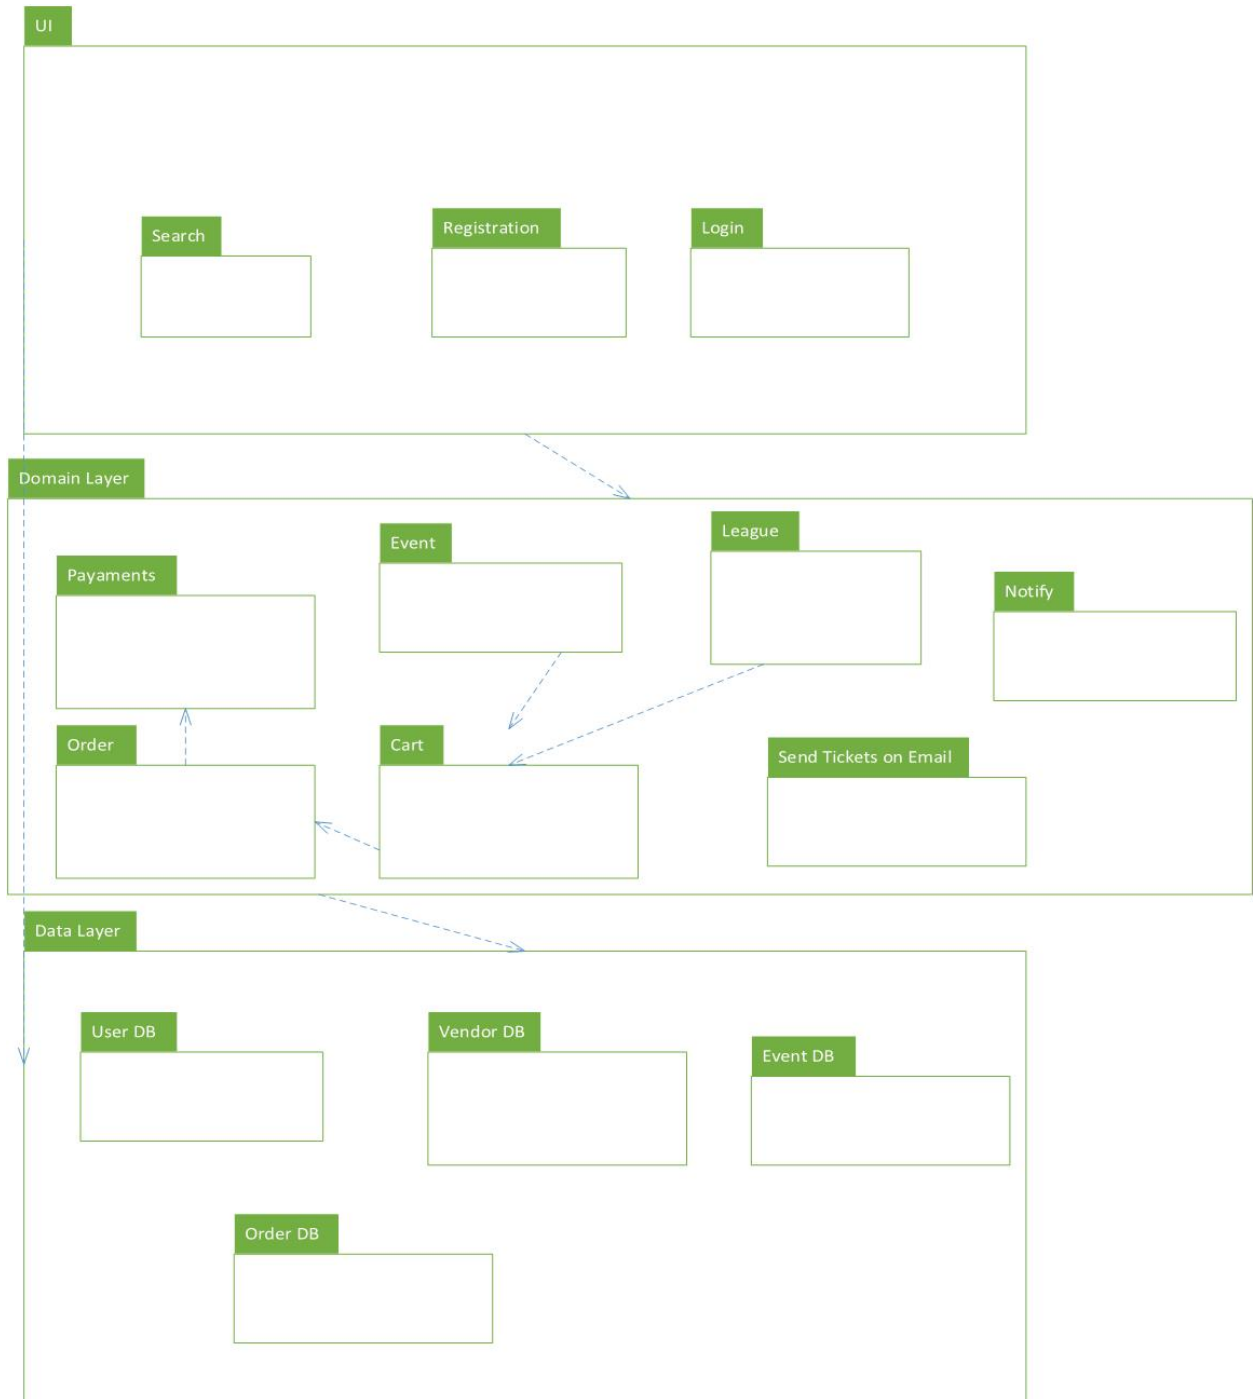 UI
Search
Registration
Login
Domain Layer
Payaments
Event
League
Notify
Order
Cart
Send Tickets on Email
Data Layer
User DB
Vendor DB
Event DB
Order DB